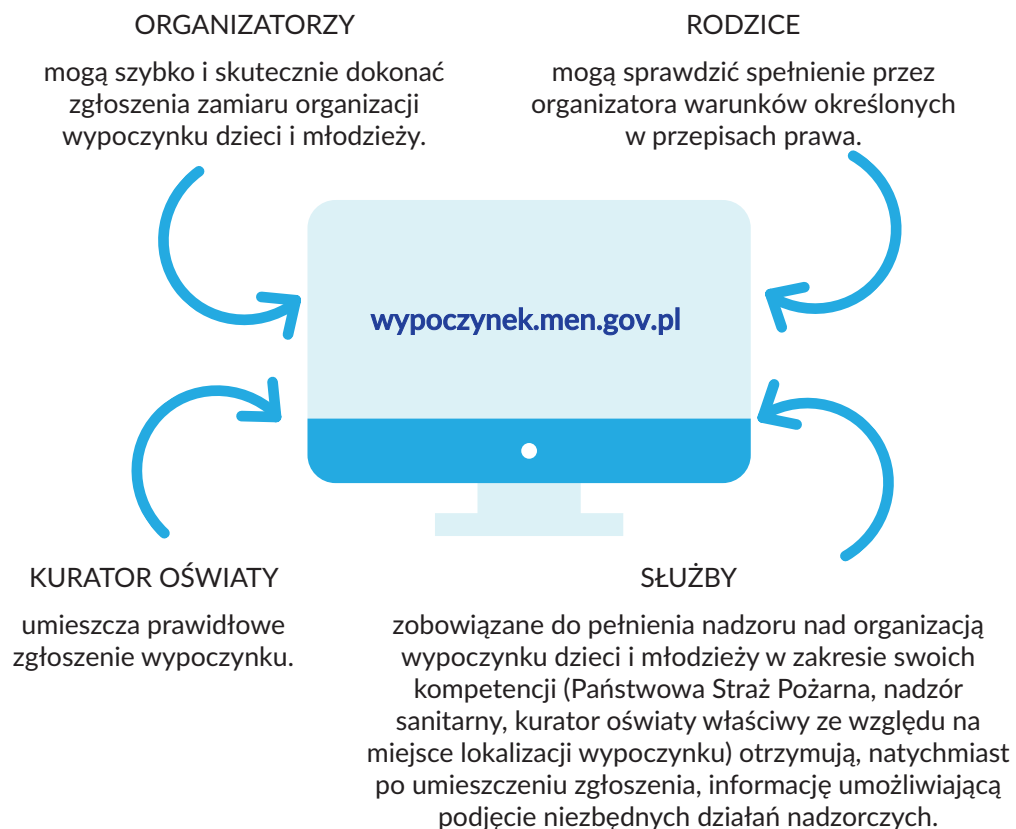 ORGANIZATORZY
mogą szybko i skutecznie dokonać
zgłoszenia zamiaru organizacji
wypoczynku dzieci i młodzieży.
RODZICE
mogą sprawdzić spełnienie przez
organizatora warunków określonych
w przepisach prawa.
wypoczynek.men.gov.pl
KURATOR OŚWIATY
umieszcza prawidłowe
zgłoszenie wypoczynku.
SŁUŻBY
zobowiązane do pełnienia nadzoru nad organizacją
wypoczynku dzieci i młodzieży w zakresie swoich
kompetencji (Państwowa Straż Pożarna, nadzór
sanitarny, kurator oświaty właściwy ze względu na
miejsce lokalizacji wypoczynku) otrzymują, natychmiast
po umieszczeniu zgłoszenia, informację umożliwiającą
podjęcie niezbędnych działań nadzorczych.